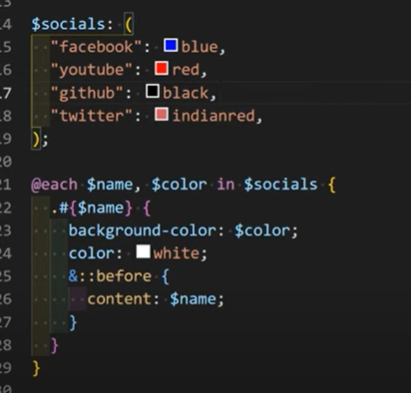 13
14 $socials: (
15 "facebook": blue,
16 "youtube": red,
17 "github": black,
18 "twitter": indianred,
19 );
20
21 @each $name, $color in $socials {
22 .#{$name} {
23 background-color: $color;
24 color: white;
25 &::before {
26 content: $name;
27 }
28 }
29 }
30